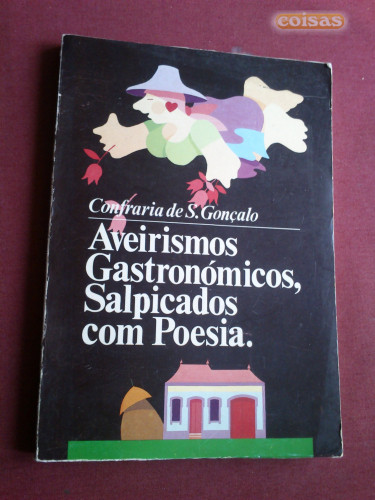 coisas
Confraria de S. Gonçalo
Aveirismos
Gastronómicos,
Salpicados
com Poesia.